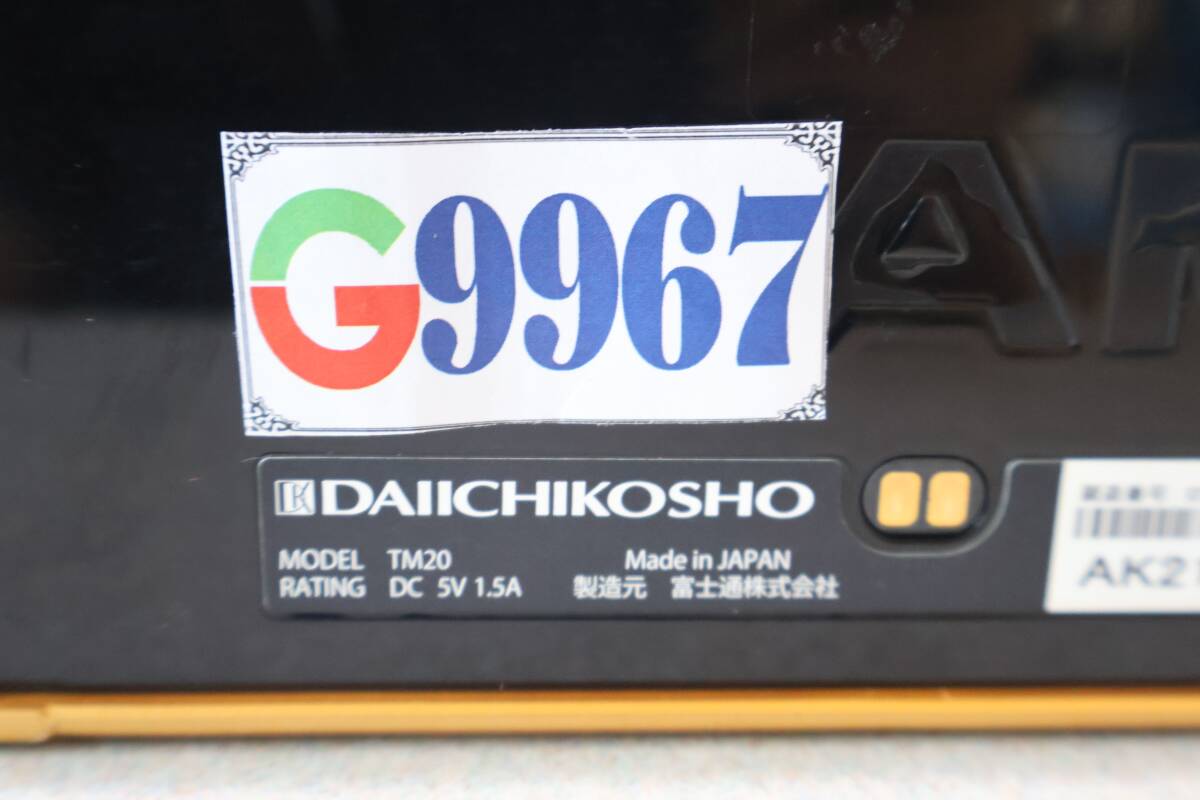 G9967
DAIICHIKOSHO
MODEL TM20 Made in JAPAN
RATING DC 5V 1.5A 製造元 富士通株式会社
AK21